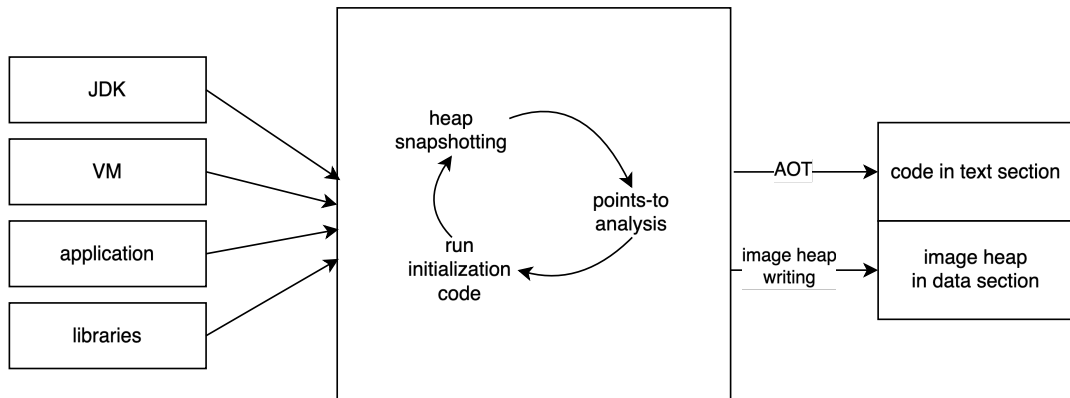 JDK
VM
application
libraries
heap
snapshotting
points-to
analysis
run
initialization
code
AOT
image heap
writing
code in text section
image heap
in data section